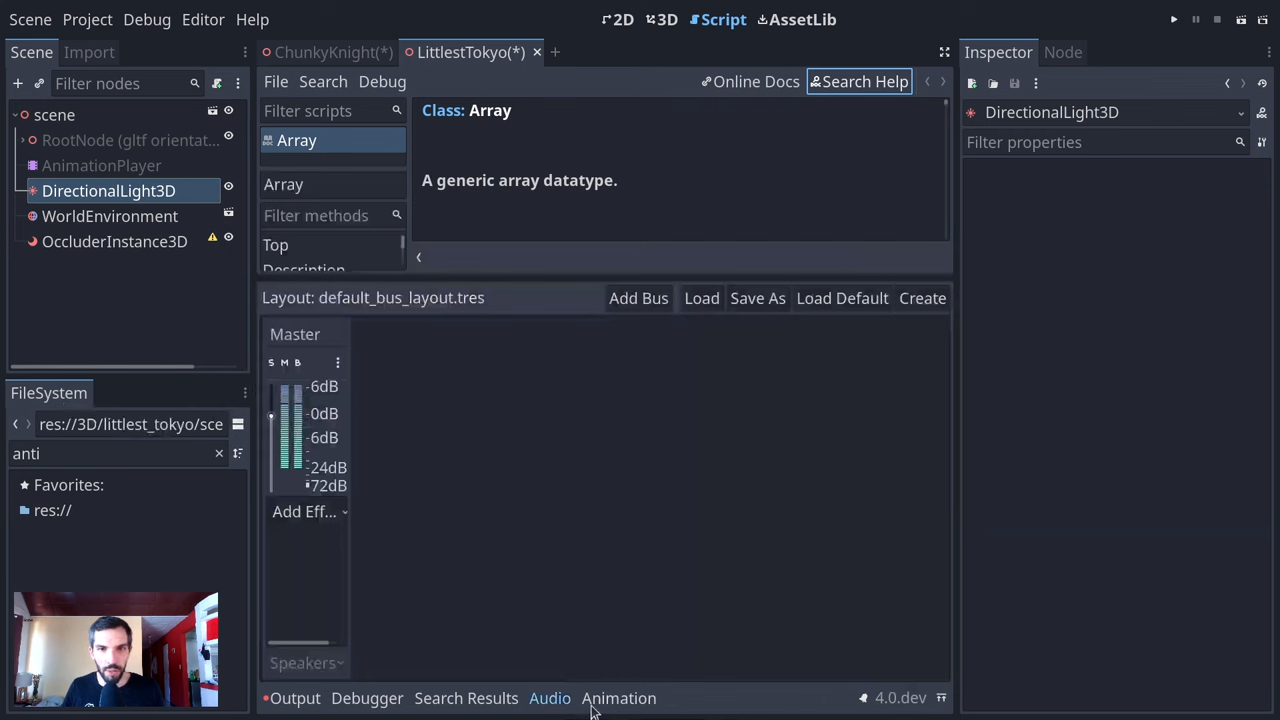 Scene Project Debug Editor Help 2D 3D Script AssetLib
Scene Import ChunkyKnight(*) LittlestTokyo(*) Inspector Node
Filter nodes File Search Debug Online Docs Search Help
scene
RootNode (gltf orientat...
AnimationPlayer
DirectionalLight3D
WorldEnvironment
OccluderInstance3D
Filter scripts
Array
Array
Filter methods
Top
Description
Class: Array
A generic array datatype.
DirectionalLight3D
Filter properties
Layout: default_bus_layout.tres Add Bus Load Save As Load Default Create
Master
S M B
-6dB
-0dB
-6dB
-24dB
72dB
Add Eff...
Speakers
FileSystem
res://3D/littlest_tokyo/sce
anti
Favorites:
res://
Output Debugger Search Results Audio Animation 4.0.dev